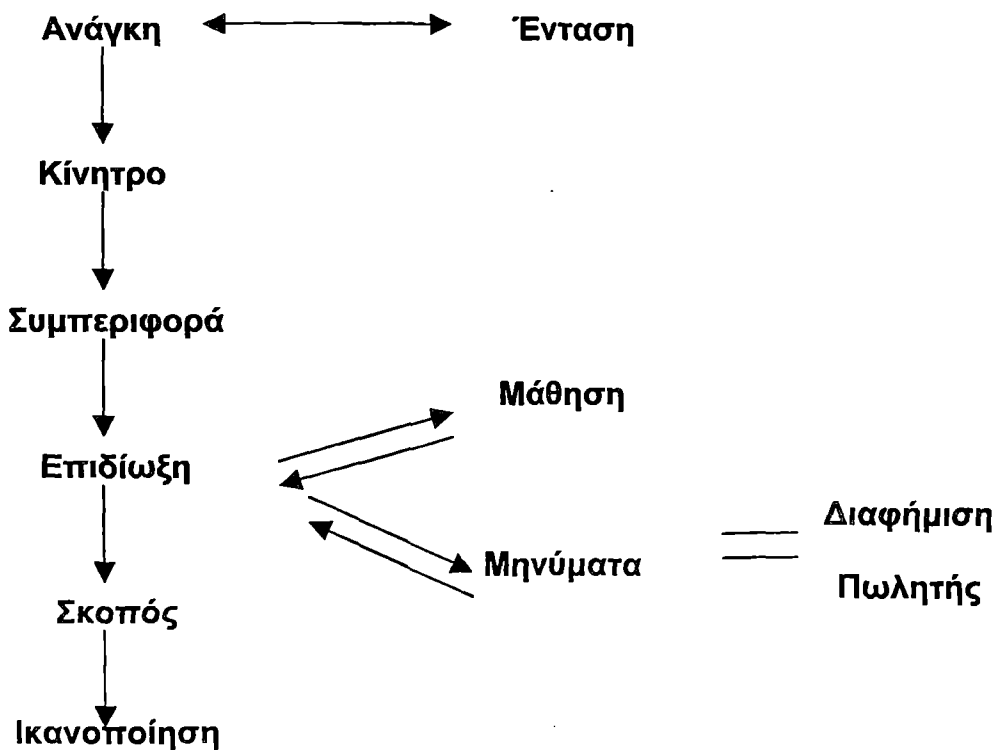 Ανάγκη
Ένταση
Κίνητρο
Συμπεριφορά
Μάθηση
Επιδίωξη
Διαφήμιση
Μηνύματα
Πωλητής
Σκοπός
Ικανοποίηση